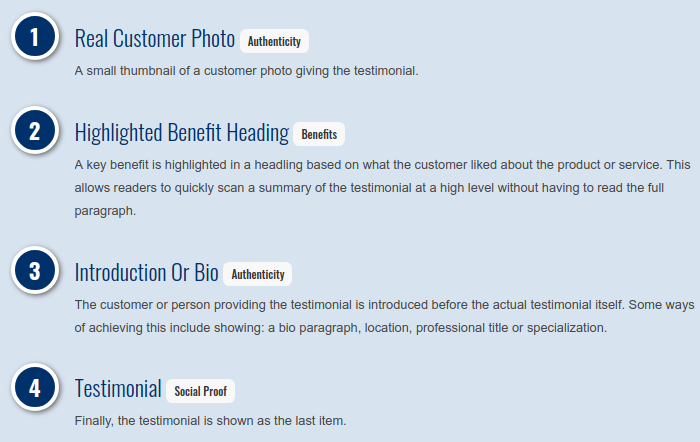 1
Real Customer Photo Authenticity
A small thumbnail of a customer photo giving the testimonial.
2
Highlighted Benefit Heading Benefits
A key benefit is highlighted in a headling based on what the customer liked about the product or service. This
allows readers to quickly scan a summary of the testimonial at a high level without having to read the full
paragraph.
3
Introduction Or Bio Authenticity
The customer or person providing the testimonial is introduced before the actual testimonial itself. Some ways
of achieving this include showing: a bio paragraph, location, professional title or specialization.
4
Testimonial Social Proof
Finally, the testimonial is shown as the last item.